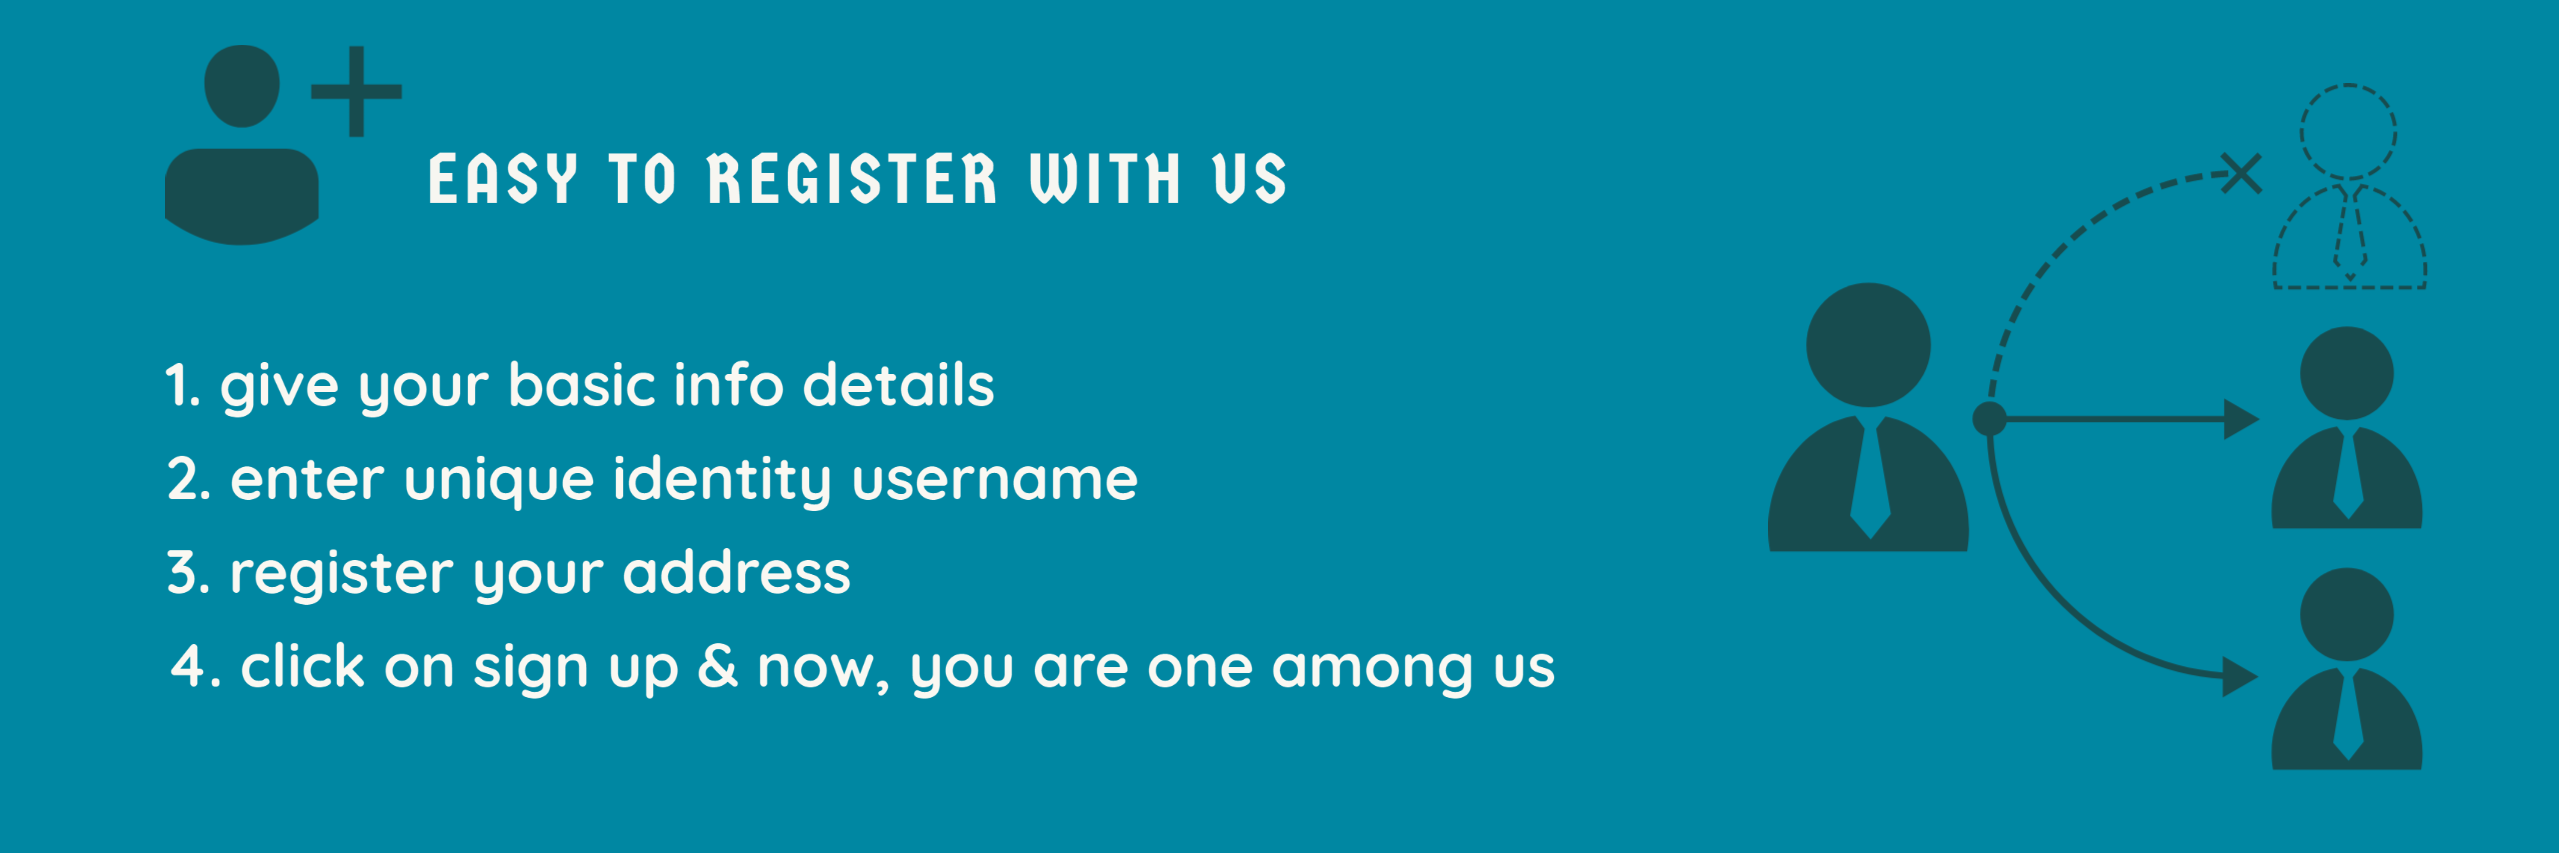 EASY TO REGISTER WITH US
1. give your basic info details
2. enter unique identity username
3. register your address
4. click on sign up & now, you are one among us